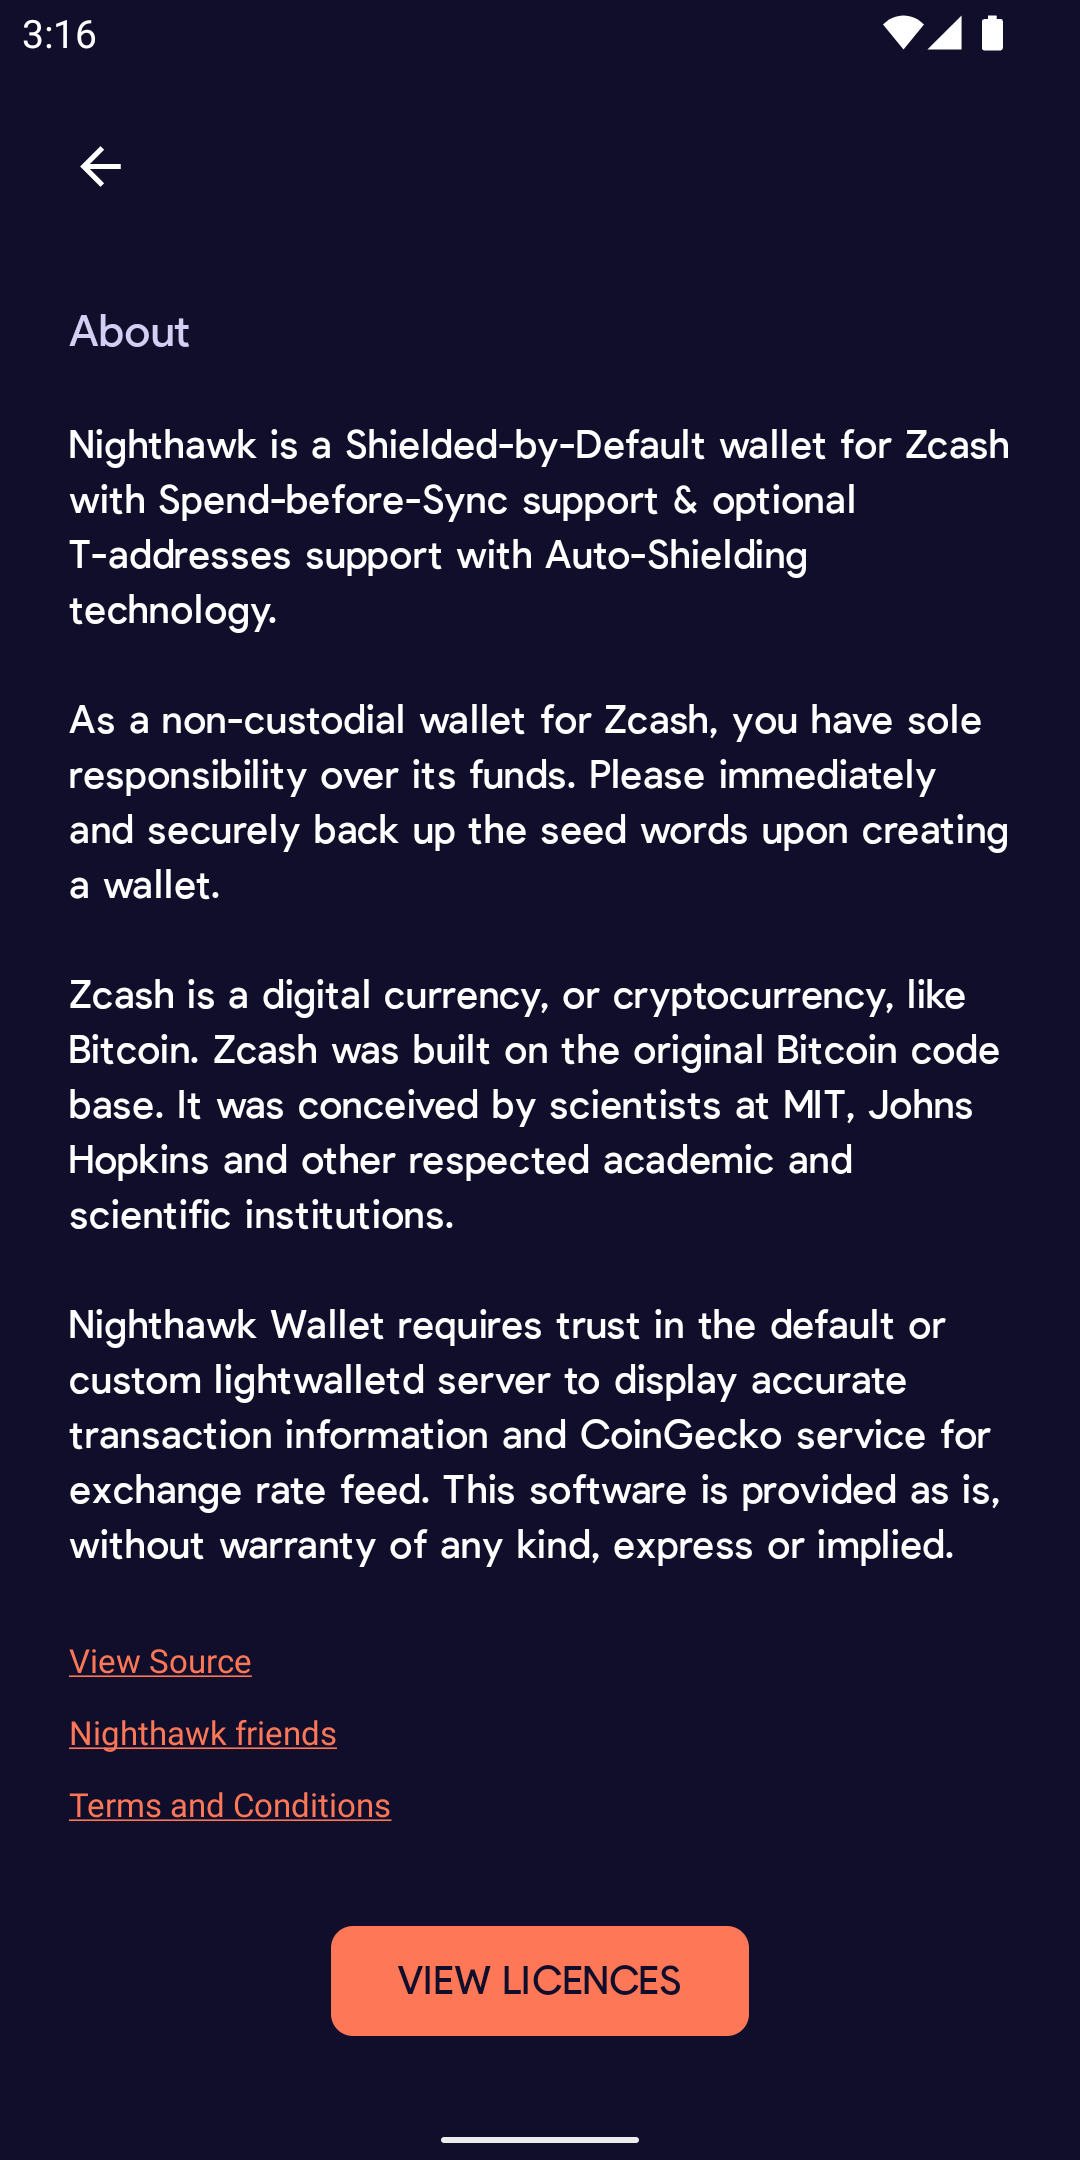 3:16
About
Nighthawk is a Shielded-by-Default wallet for Zcash
with Spend-before-Sync support & optional
T-addresses support with Auto-Shielding
technology.
As a non-custodial wallet for Zcash, you have sole
responsibility over its funds. Please immediately
and securely back up the seed words upon creating
a wallet.
Zcash is a digital currency, or cryptocurrency, like
Bitcoin. Zcash was built on the original Bitcoin code
base. It was conceived by scientists at MIT, Johns
Hopkins and other respected academic and
scientific institutions.
Nighthawk Wallet requires trust in the default or
custom lightwalletd server to display accurate
transaction information and CoinGecko service for
exchange rate feed. This software is provided as is,
without warranty of any kind, express or implied.
View Source
Nighthawk friends
Terms and Conditions
VIEW LICENCES